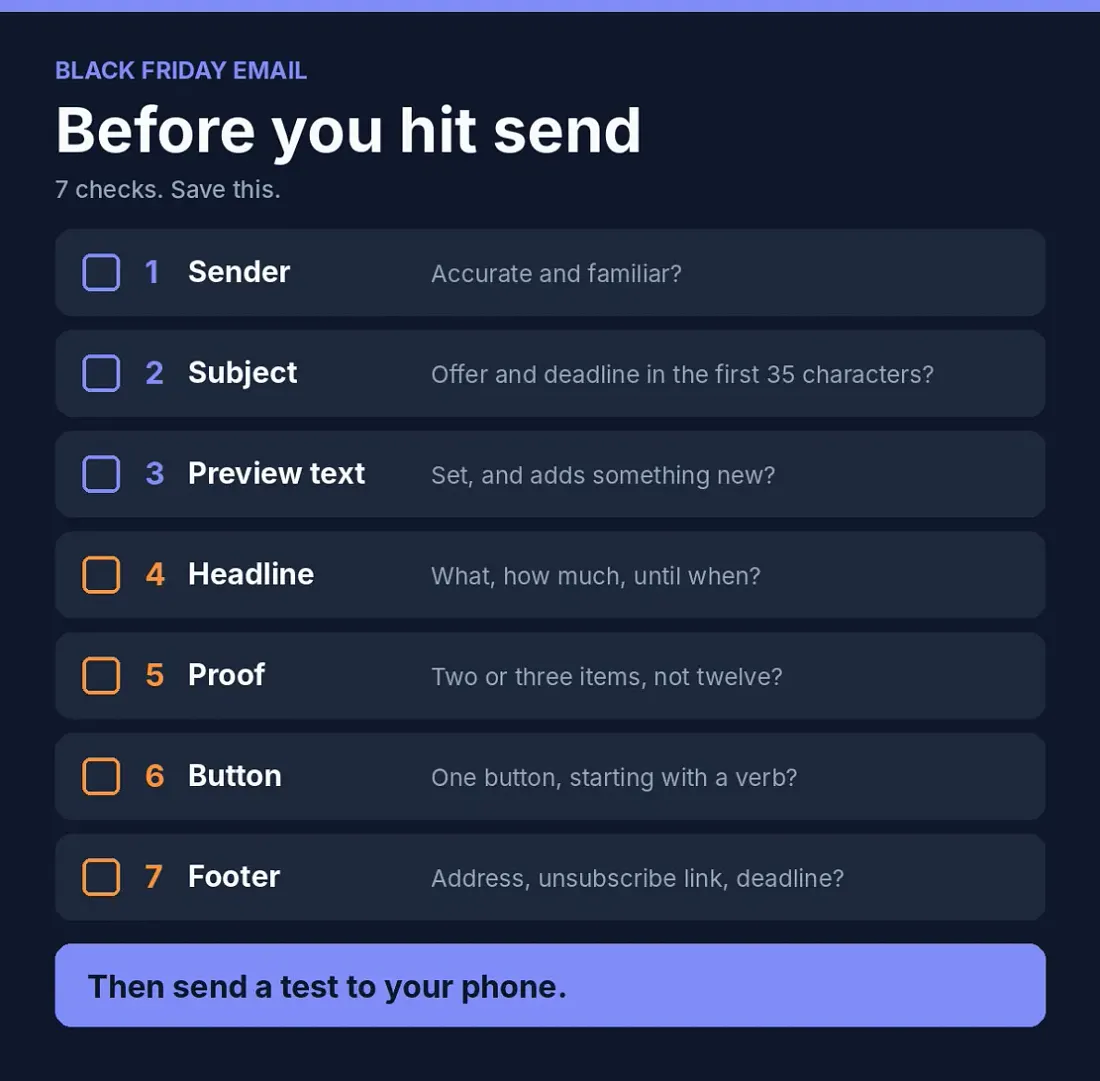 BLACK FRIDAY EMAIL
Before you hit send
7 checks. Save this.
1 Sender Accurate and familiar?
2 Subject Offer and deadline in the first 35 characters?
3 Preview text Set, and adds something new?
4 Headline What, how much, until when?
5 Proof Two or three items, not twelve?
6 Button One button, starting with a verb?
7 Footer Address, unsubscribe link, deadline?
Then send a test to your phone.